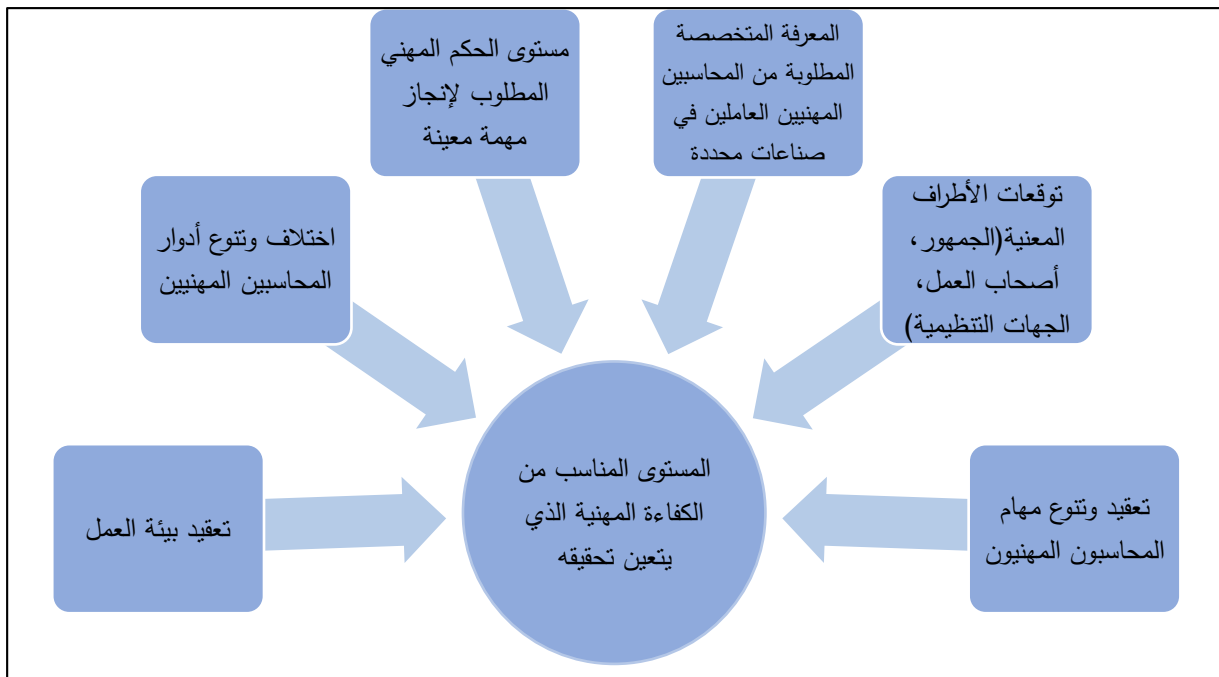 المعرفة المتخصصة
المطلوبة من المحاسبين
المهنيين العاملين في
صناعات محددة
مستوى الحكم المهني
المطلوب لإنجاز
مهمة معينة
توقعات الأطراف
المعنية(الجمهور،
أصحاب العمل،
الجهات التنظيمية)
اختلاف وتنوع أدوار
المحاسبين المهنيين
تعقيد وتنوع مهام
المحاسبون المهنيون
المستوى المناسب من
الكفاءة المهنية الذي
يتعين تحقيقه
تعقيد بيئة العمل